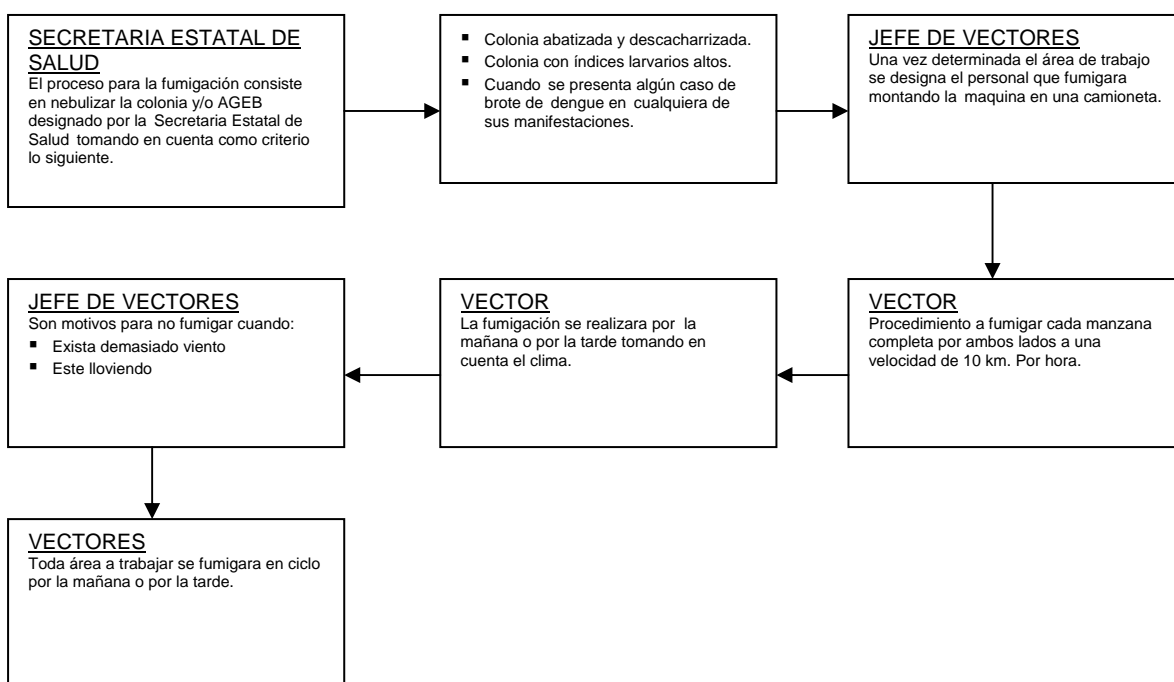 SECRETARIA ESTATAL DE
SALUD
El proceso para la fumigación consiste
en nebulizar la colonia y/o AGEB
designado por la Secretaria Estatal de
Salud tomando en cuenta como criterio
lo siguiente.
▪ Colonia abatizada y descacharrizada.
▪ Colonia con índices larvarios altos.
▪ Cuando se presenta algún caso de
brote de dengue en cualquiera de
sus manifestaciones.
JEFE DE VECTORES
Una vez determinada el área de trabajo
se designa el personal que fumigara
montando la maquina en una camioneta.
VECTOR
Procedimiento a fumigar cada manzana
completa por ambos lados a una
velocidad de 10 km. Por hora.
VECTOR
La fumigación se realizara por la
mañana o por la tarde tomando en
cuenta el clima.
JEFE DE VECTORES
Son motivos para no fumigar cuando:
▪ Exista demasiado viento
▪ Este lloviendo
VECTORES
Toda área a trabajar se fumigara en ciclo
por la mañana o por la tarde.